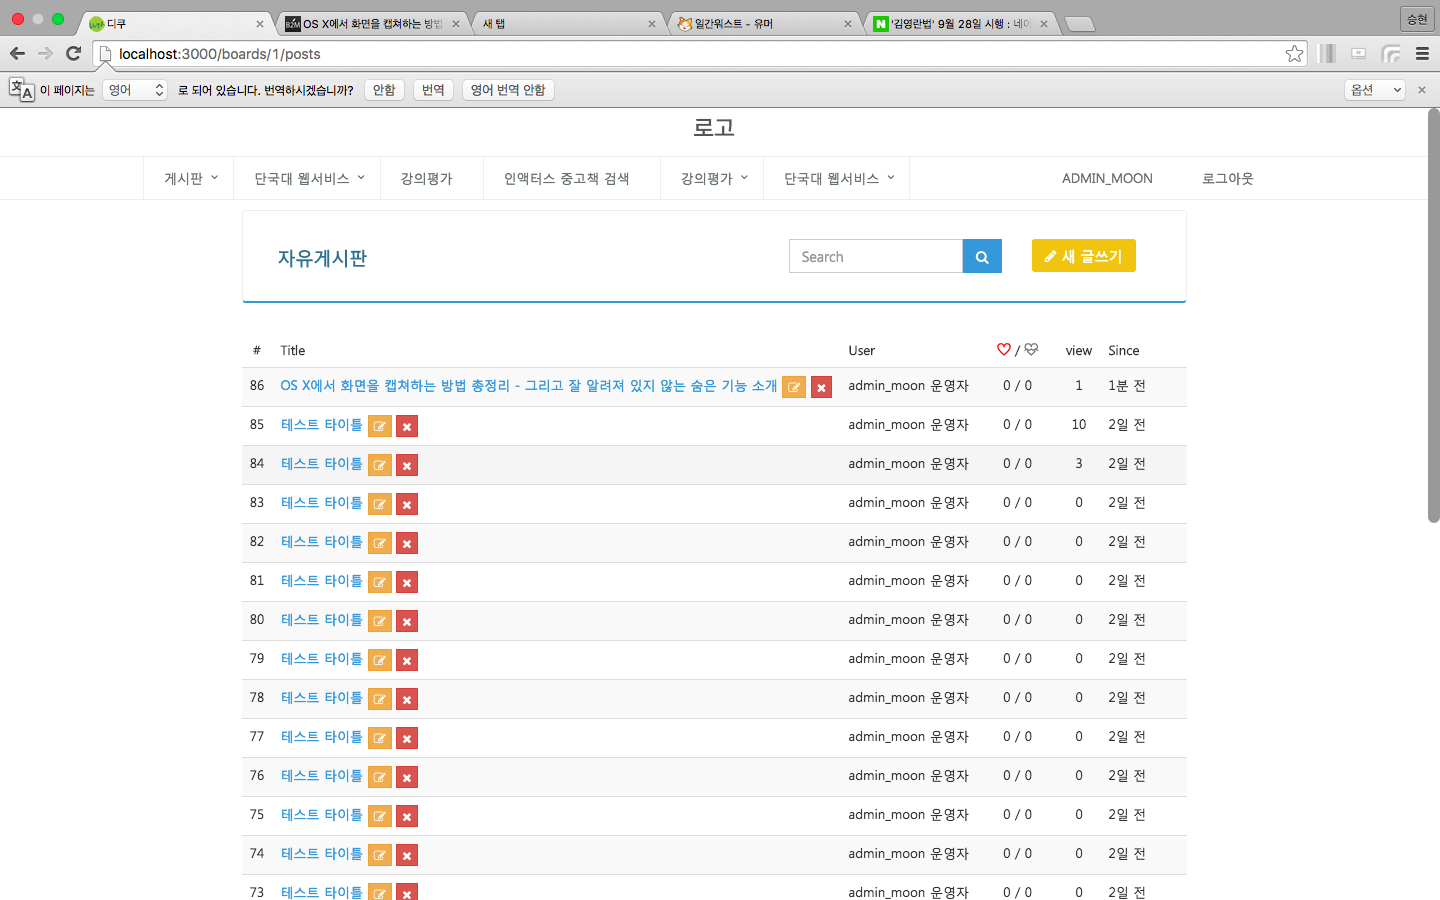 디쿠
OS X에서 화면을 캡쳐하는 방법
새 탭
일간워스트 - 유머
'김영란법' 9월 28일 시행 : 네이
승현
localhost:3000/boards/1/posts
이 페이지는 영어 로 되어 있습니다. 번역하시겠습니까? 안함 번역 영어 번역 안함 옵션
로고
게시판 단국대 웹서비스 강의평가 인액터스 중고책 검색 강의평가 단국대 웹서비스 ADMIN_MOON 로그아웃
자유게시판 Search 새 글쓰기
# Title User / view Since
86 OS X에서 화면을 캡쳐하는 방법 총정리 - 그리고 잘 알려져 있지 않는 숨은 기능 소개 admin_moon 운영자 0 / 0 1 1분 전
85 테스트 타이틀 admin_moon 운영자 0 / 0 10 2일 전
84 테스트 타이틀 admin_moon 운영자 0 / 0 3 2일 전
83 테스트 타이틀 admin_moon 운영자 0 / 0 0 2일 전
82 테스트 타이틀 admin_moon 운영자 0 / 0 0 2일 전
81 테스트 타이틀 admin_moon 운영자 0 / 0 0 2일 전
80 테스트 타이틀 admin_moon 운영자 0 / 0 0 2일 전
79 테스트 타이틀 admin_moon 운영자 0 / 0 0 2일 전
78 테스트 타이틀 admin_moon 운영자 0 / 0 0 2일 전
77 테스트 타이틀 admin_moon 운영자 0 / 0 0 2일 전
76 테스트 타이틀 admin_moon 운영자 0 / 0 0 2일 전
75 테스트 타이틀 admin_moon 운영자 0 / 0 0 2일 전
74 테스트 타이틀 admin_moon 운영자 0 / 0 0 2일 전
73 테스트 타이틀 admin_moon 운영자 0 / 0 0 2일 전